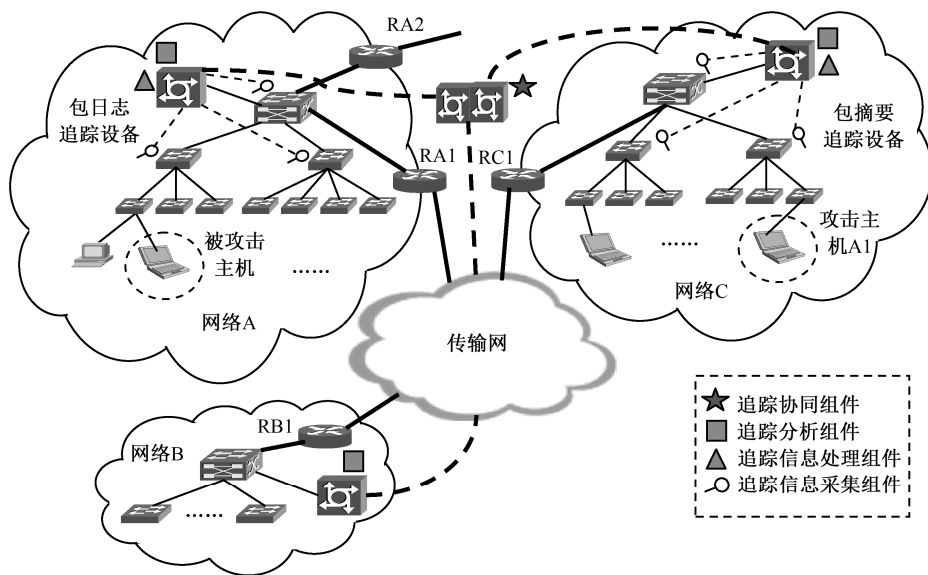 RA2
包日志
追踪设备
RA1
RC1
包摘要
追踪设备
被攻击
主机
......
网络A
......
攻击主
机A1
网络C
传输网
网络B
RB1
......
追踪协同组件
追踪分析组件
追踪信息处理组件
追踪信息采集组件